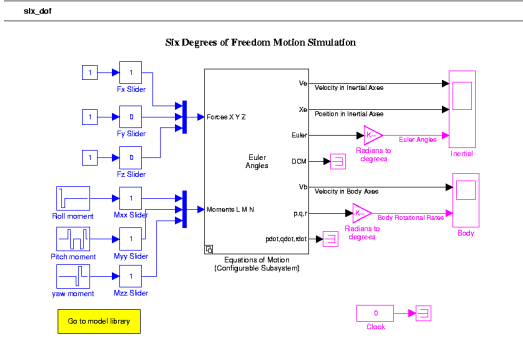 six_dof
Six Degrees of Freedom Motion Simulation
1
1
Fx Slider
1
0
Fy Slider
1
0
Fz Slider
Roll moment
1
Mxx Slider
Pitch moment
1
Myy Slider
yaw moment
1
Mzz Slider
Go to model library
Forces X Y Z
Moments L M N
Euler
Angles
Ve
Xe
Euler
DCM
Vb
p,q,r
pdot,qdot,rdot
Equations of Motion
(Configurable Subsystem)
Velocity in Inertial Axes
Position in Inertial Axes
K-
Radians to
degrees
Euler Angles
Inertial
Velocity in Body Axes
K-
Radians to
degrees
Body Rotational Rates
Body
0
Clock